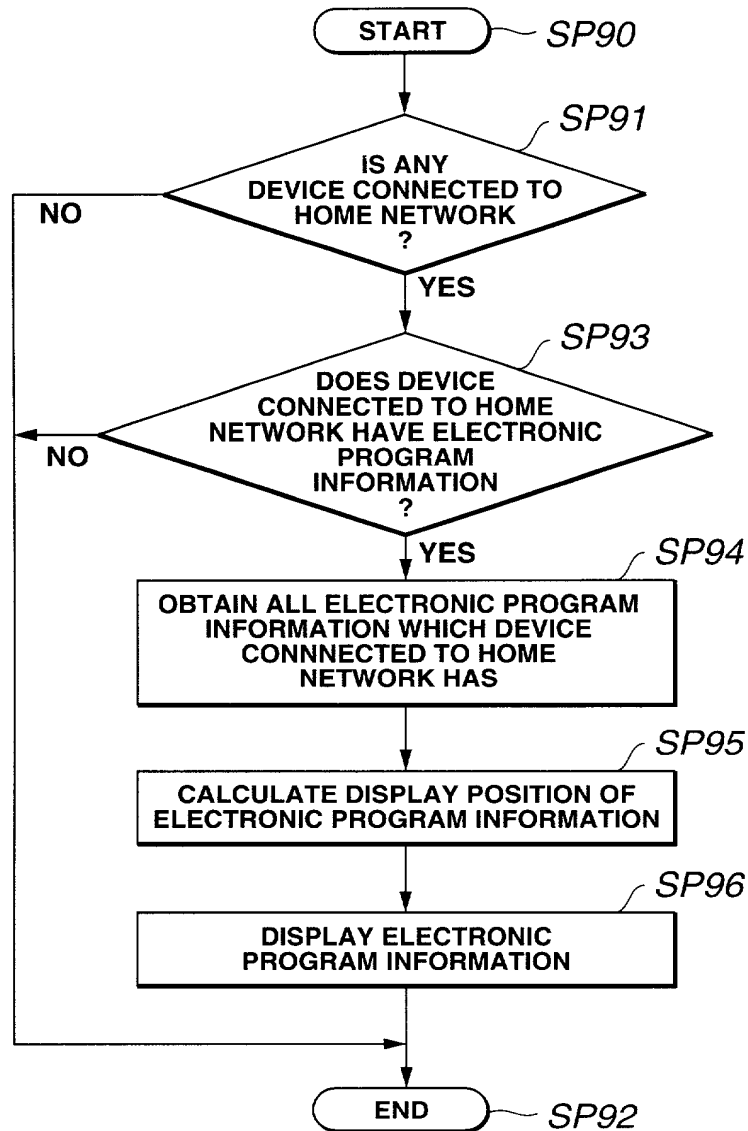 START
SP90
SP91
IS ANY
DEVICE CONNECTED TO
HOME NETWORK
?
NO
YES
SP93
DOES DEVICE
CONNECTED TO HOME
NETWORK HAVE ELECTRONIC
PROGRAM
INFORMATION
?
NO
YES
SP94
OBTAIN ALL ELECTRONIC PROGRAM
INFORMATION WHICH DEVICE
CONNNECTED TO HOME
NETWORK HAS
SP95
CALCULATE DISPLAY POSITION OF
ELECTRONIC PROGRAM INFORMATION
SP96
DISPLAY ELECTRONIC
PROGRAM INFORMATION
END
SP92